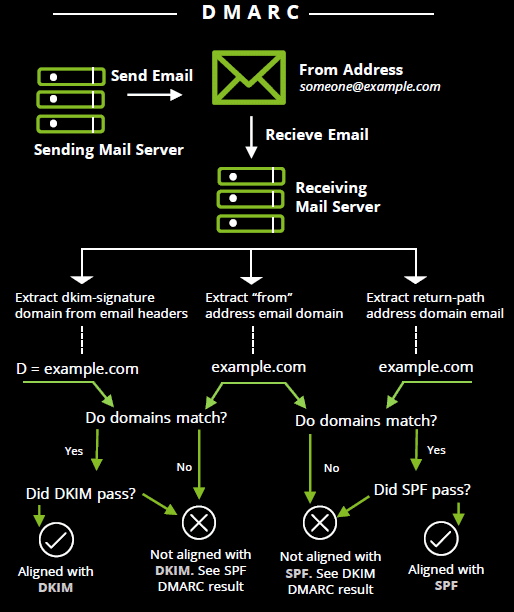 DMARC
Send Email
From Address
someone@example.com
Sending Mail Server
Recieve Email
Receiving
Mail Server
Extract dkim-signature
domain from email headers
Extract “from”
address email domain
Extract return-path
address domain email
D = example.com
example.com
example.com
Do domains match?
Do domains match?
Yes
No
No
Yes
Did DKIM pass?
Did SPF pass?
Aligned with
DKIM
Not aligned with
DKIM. See SPF
DMARC result
Not aligned with
SPF. See DKIM
DMARC result
Aligned with
SPF